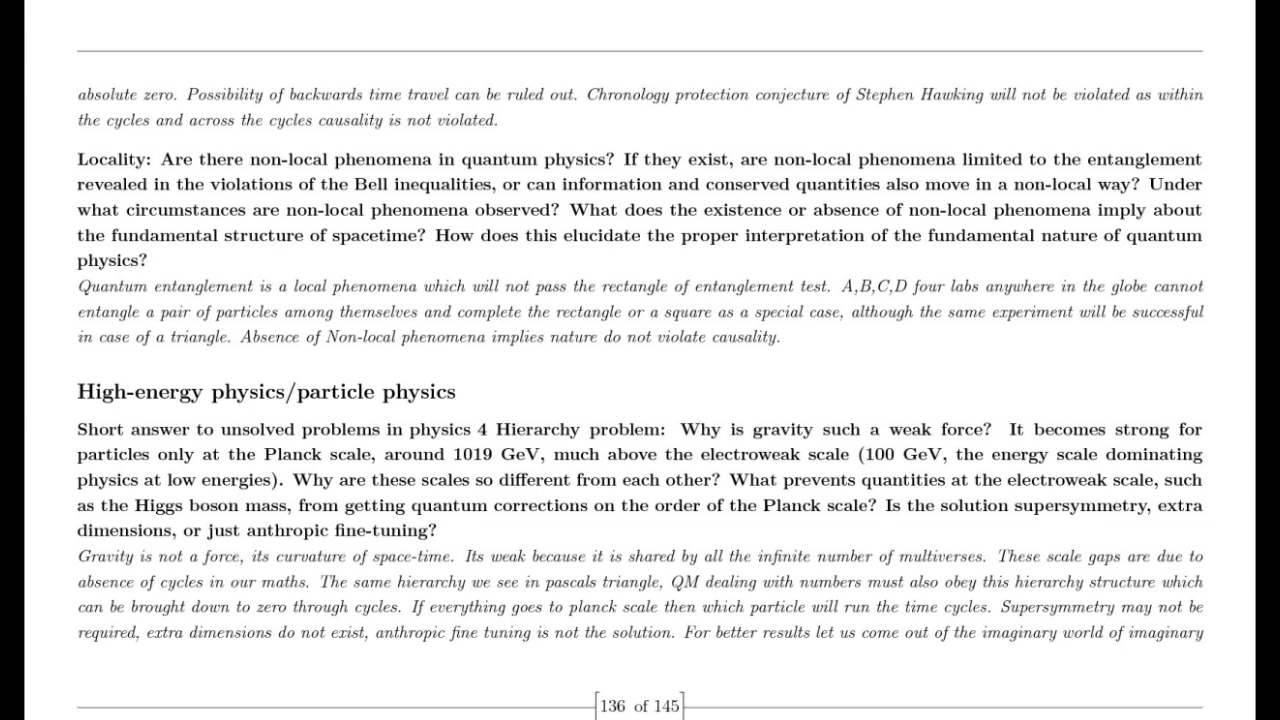 absolute zero. Possibility of backwards time travel can be ruled out. Chronology protection conjecture of Stephen Hawking will not be violated as within
the cycles and across the cycles causality is not violated.
Locality: Are there non-local phenomena in quantum physics? If they exist, are non-local phenomena limited to the entanglement
revealed in the violations of the Bell inequalities, or can information and conserved quantities also move in a non-local way? Under
what circumstances are non-local phenomena observed? What does the existence or absence of non-local phenomena imply about
the fundamental structure of spacetime? How does this elucidate the proper interpretation of the fundamental nature of quantum
physics?
Quantum entanglement is a local phenomena which will not pass the rectangle of entanglement test. A,B,C,D four labs anywhere in the globe cannot
entangle a pair of particles among themselves and complete the rectangle or a square as a special case, although the same experiment will be successful
in case of a triangle. Absence of Non-local phenomena implies nature do not violate causality.
High-energy physics/particle physics
Short answer to unsolved problems in physics 4 Hierarchy problem: Why is gravity such a weak force? It becomes strong for
particles only at the Planck scale, around 1019 GeV, much above the electroweak scale (100 GeV, the energy scale dominating
physics at low energies). Why are these scales so different from each other? What prevents quantities at the electroweak scale, such
as the Higgs boson mass, from getting quantum corrections on the order of the Planck scale? Is the solution supersymmetry, extra
dimensions, or just anthropic fine-tuning?
Gravity is not a force, its curvature of space-time. Its weak because it is shared by all the infinite number of multiverses. These scale gaps are due to
absence of cycles in our maths. The same hierarchy we see in pascals triangle, QM dealing with numbers must also obey this hierarchy structure which
can be brought down to zero through cycles. If everything goes to planck scale then which particle will run the time cycles. Supersymmetry may not be
required, extra dimensions do not exist, anthropic fine tuning is not the solution. For better results let us come out of the imaginary world of imaginary
136 of 145